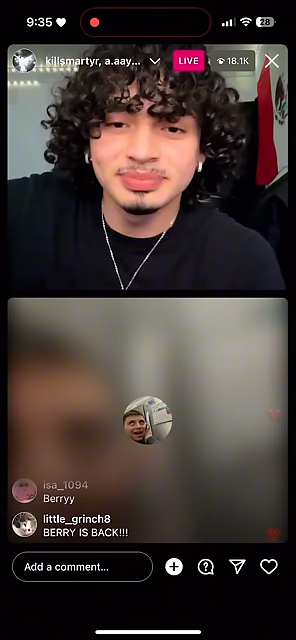 9:35
28
killsmartyr, a.aay...
LIVE
18.1K
isa_1094
Berryy
little_grinch8
BERRY IS BACK!!!
Add a comment...